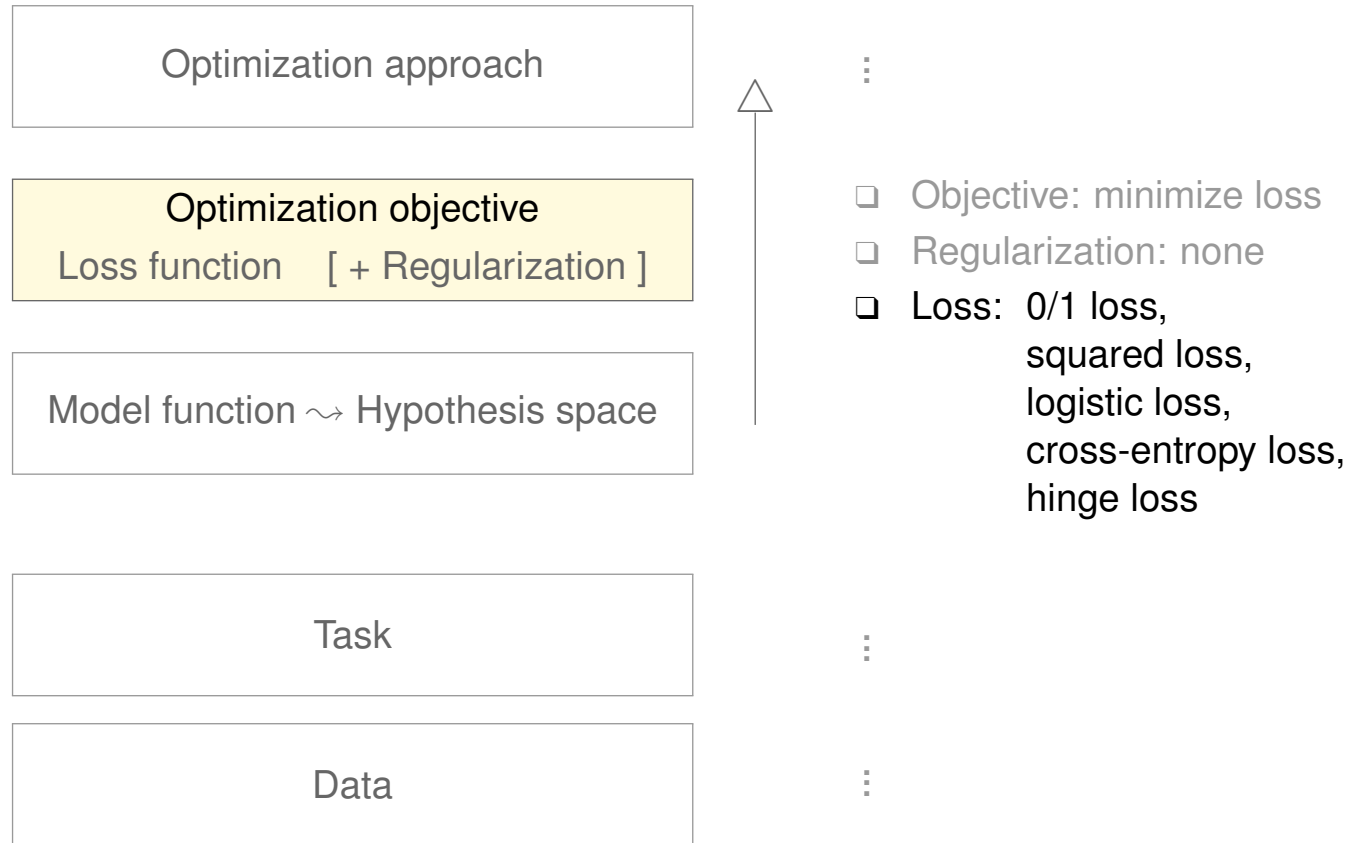 Optimization approach
⋮
Optimization objective
Loss function [ + Regularization ]
❑ Objective: minimize loss
❑ Regularization: none
❑ Loss: 0/1 loss,
squared loss,
logistic loss,
cross-entropy loss,
hinge loss
Model function ⇝ Hypothesis space
Task
⋮
Data
⋮